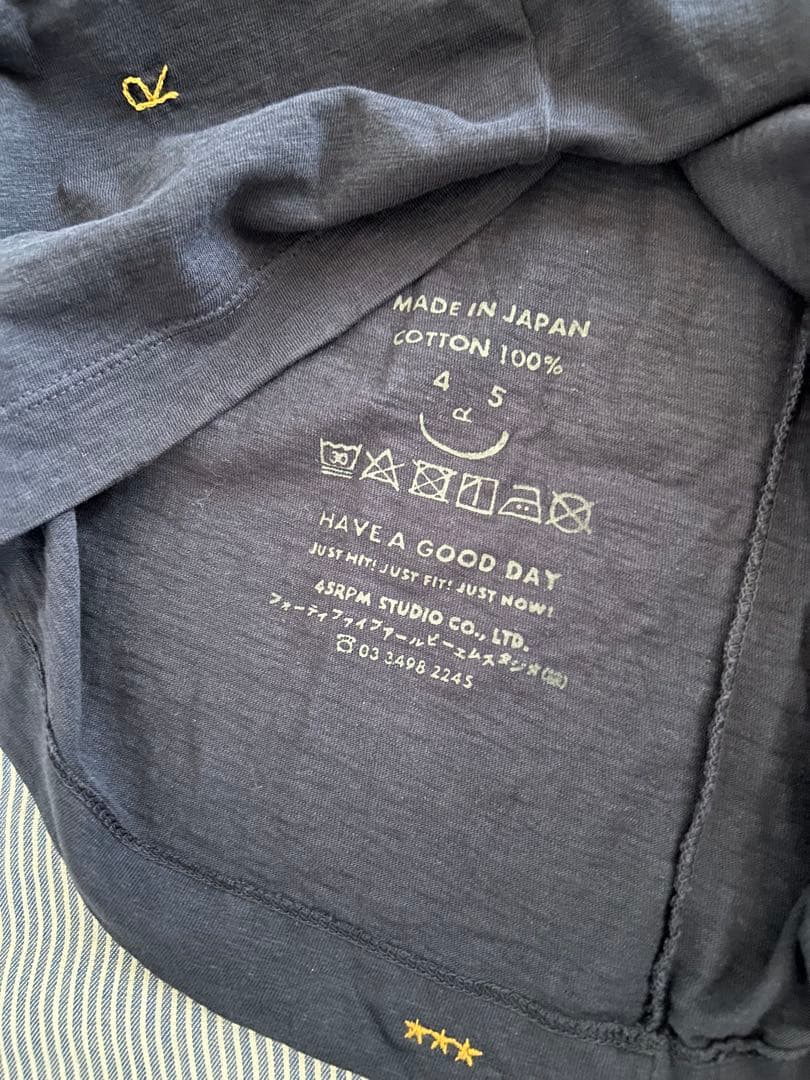 R
MADE IN JAPAN
COTTON 100%
4 5
R
30
HAVE A GOOD DAY
JUST HIT! JUST FIT! JUST NOW!
45RPM STUDIO CO., LTD.
フォーティファイブアールピーエムスタジオ(株)
☎03 3498 2245